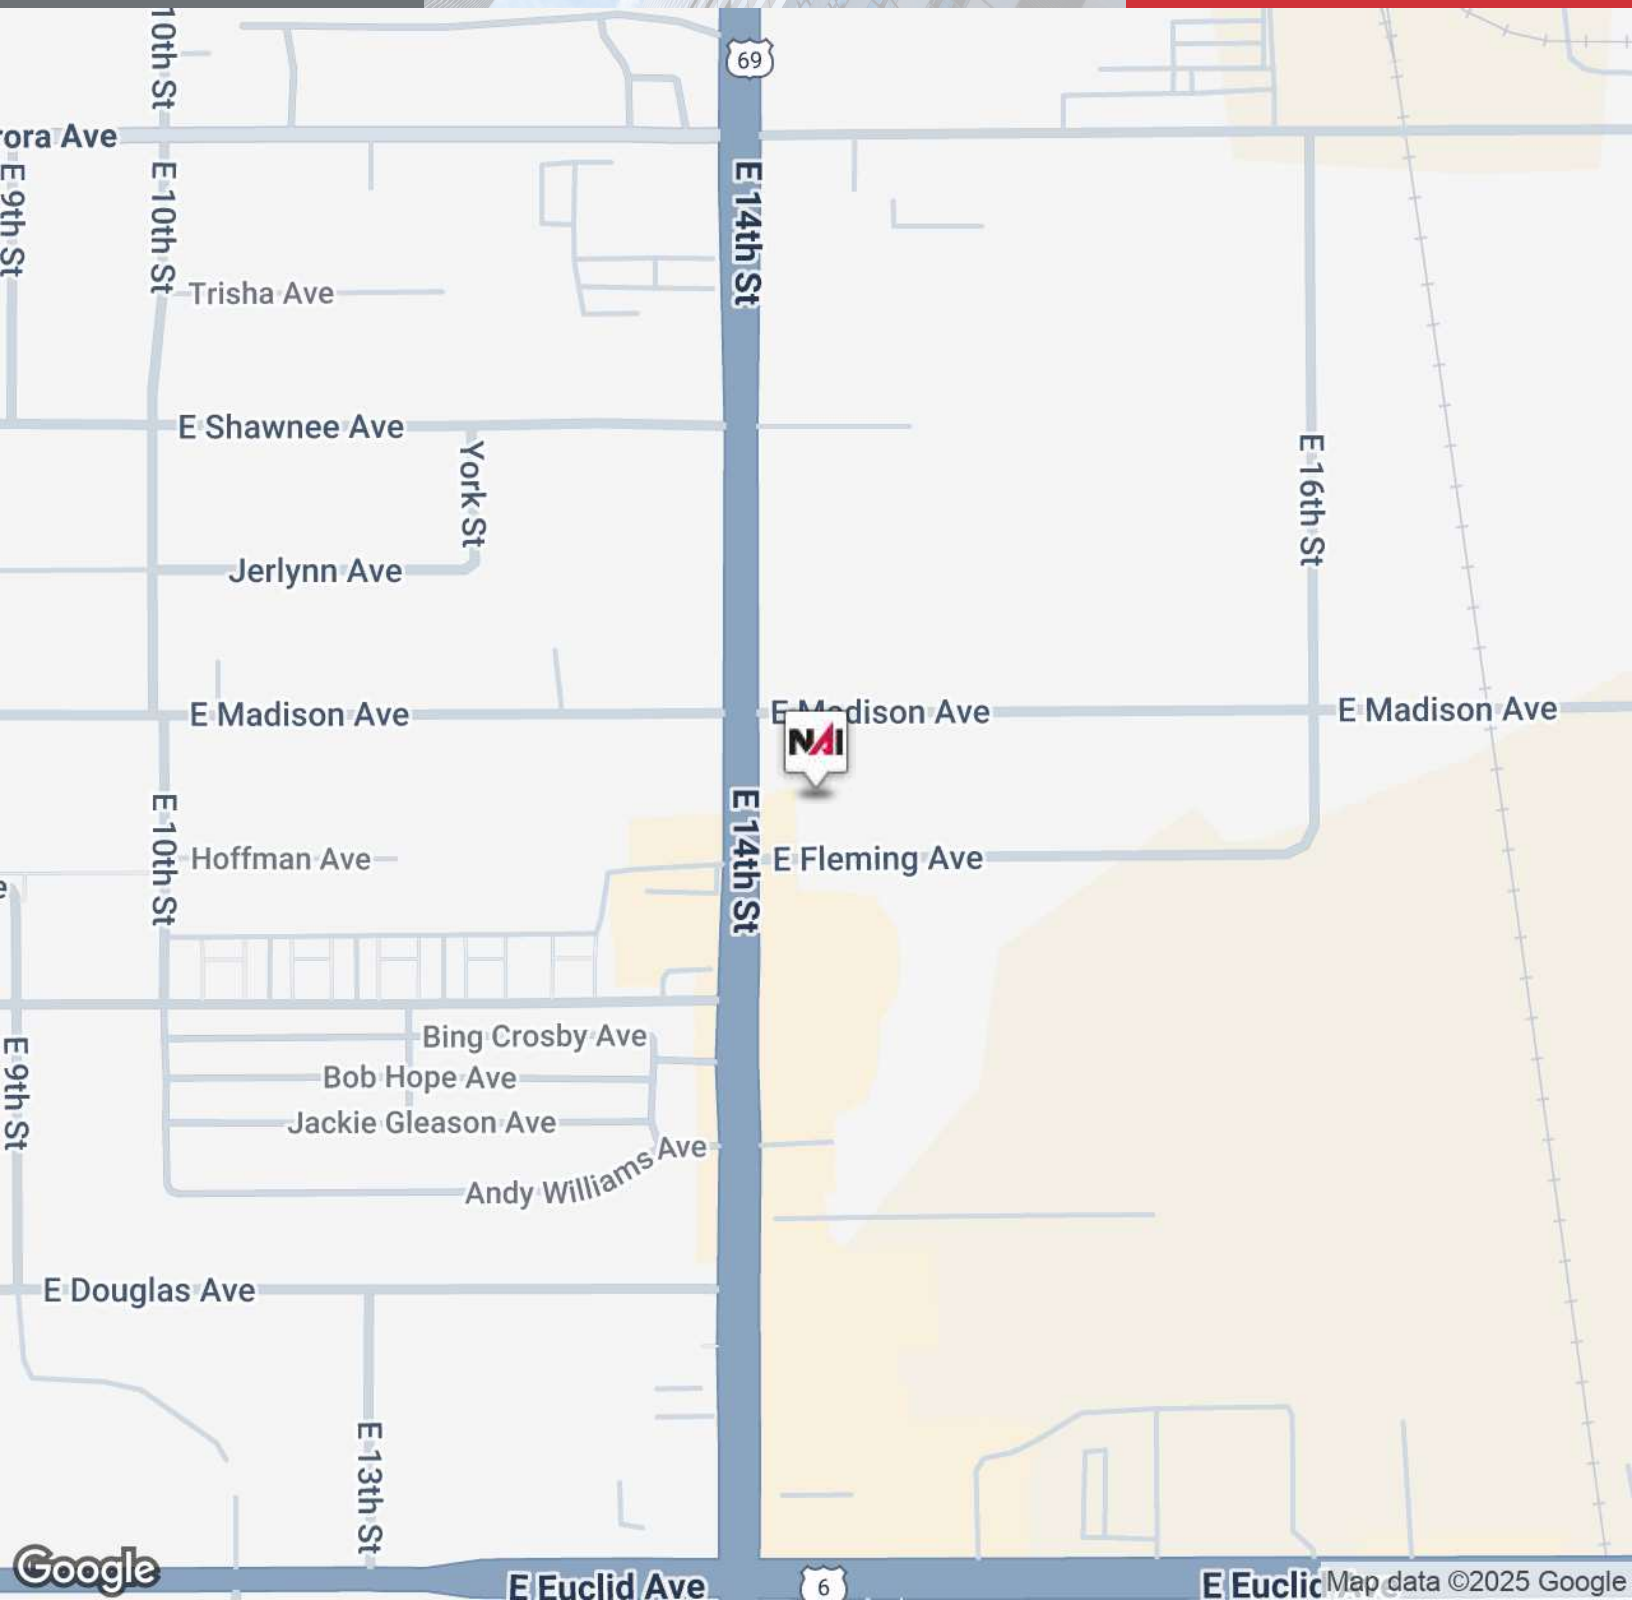 10th St
69
rora Ave
E 9th St
E 10th St
E 14th St
Trisha Ave
E Shawnee Ave
York St
E 16th St
Jerlynn Ave
E Madison Ave
E Madison Ave
E Madison Ave
NAI
E 10th St
E 14th St
Hoffman Ave
E Fleming Ave
e
E 9th St
Bing Crosby Ave
Bob Hope Ave
Jackie Gleason Ave
Andy Williams Ave
E Douglas Ave
E 13th St
Google
E Euclid Ave
6
E Euclid Ave
Map data ©2025 Google